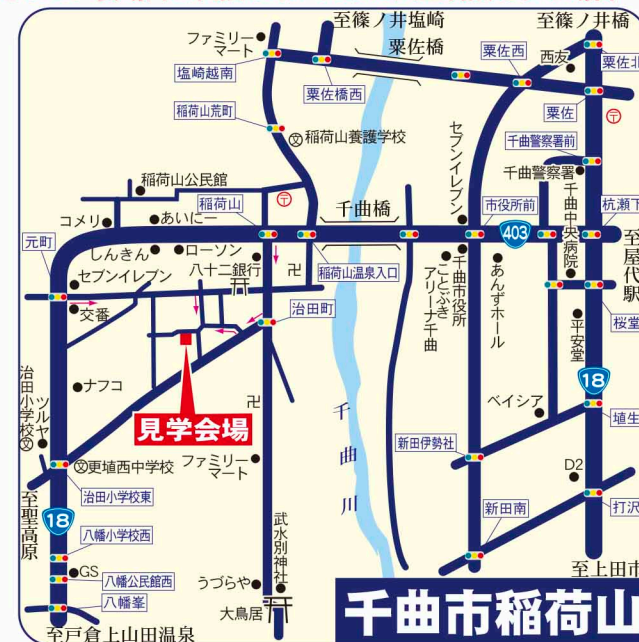 至篠ノ井塩崎
至篠ノ井橋
ファミリー
マート
粟佐橋
粟佐西
西友
粟佐北
塩崎越南
粟佐橋西
粟佐
稲荷山荒町
文
稲荷山養護学校
セブンイレブン
〒
千曲警察署前
千曲警察署
稲荷山公民館
〒
千曲中央病院
コメリ
あいにー
稲荷山
千曲橋
市役所前
403
杭瀬下
元町
しんきん
ローソン
八十二銀行
卍
稲荷山温泉入口
至屋代駅
セブンイレブン
千曲市役所
ことぶき
アリーナ千曲
あんずホール
交番
治田町
桜堂
平安堂
18
ナフコ
治田小学校
文
ツルヤ
見学会場
卍
千曲川
ベイシア
埴生
新田伊勢社
文
更埴西中学校
ファミリー
マート
D2
治田小学校東
至聖高原
18
新田南
打沢
八幡小学校西
武水別神社
GS
八幡公民館西
うづらや
至上田市
八幡峯
大鳥居
至戸倉上山田温泉
千曲市稲荷山